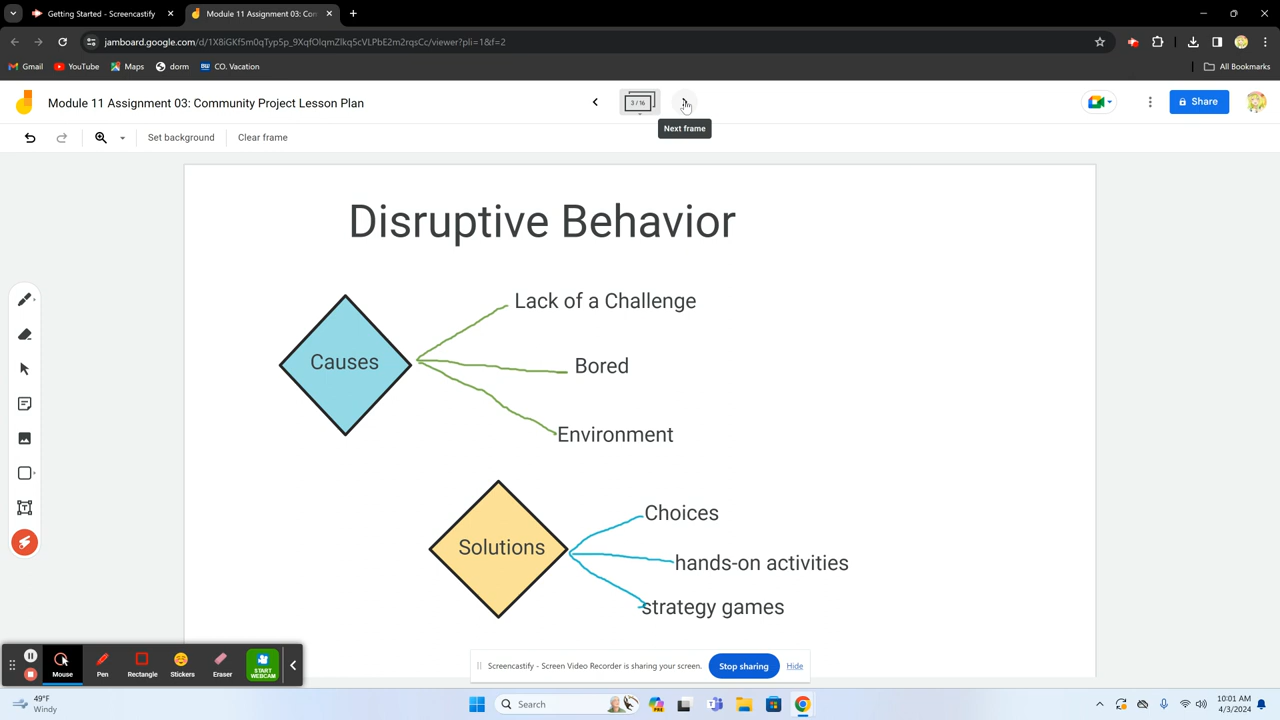 Getting Started - Screencastify
Module 11 Assignment 03: Con
jamboard.google.com/d/1X8iGKf5m0qTyp5p_9XqfOIqmZlkq5cVLPbE2m2rqsCc/viewer?pli=1&f=2
Gmail YouTube Maps dorm CO. Vacation All Bookmarks
Module 11 Assignment 03: Community Project Lesson Plan
3 / 16
Share
Next frame
Set background Clear frame
Disruptive Behavior
Causes
Lack of a Challenge
Bored
Environment
Solutions
Choices
hands-on activities
strategy games
Mouse Pen Rectangle Stickers Eraser START WEBCAM
Screencastify - Screen Video Recorder is sharing your screen. Stop sharing Hide
49°F
Windy
Search
10:01 AM
4/3/2024